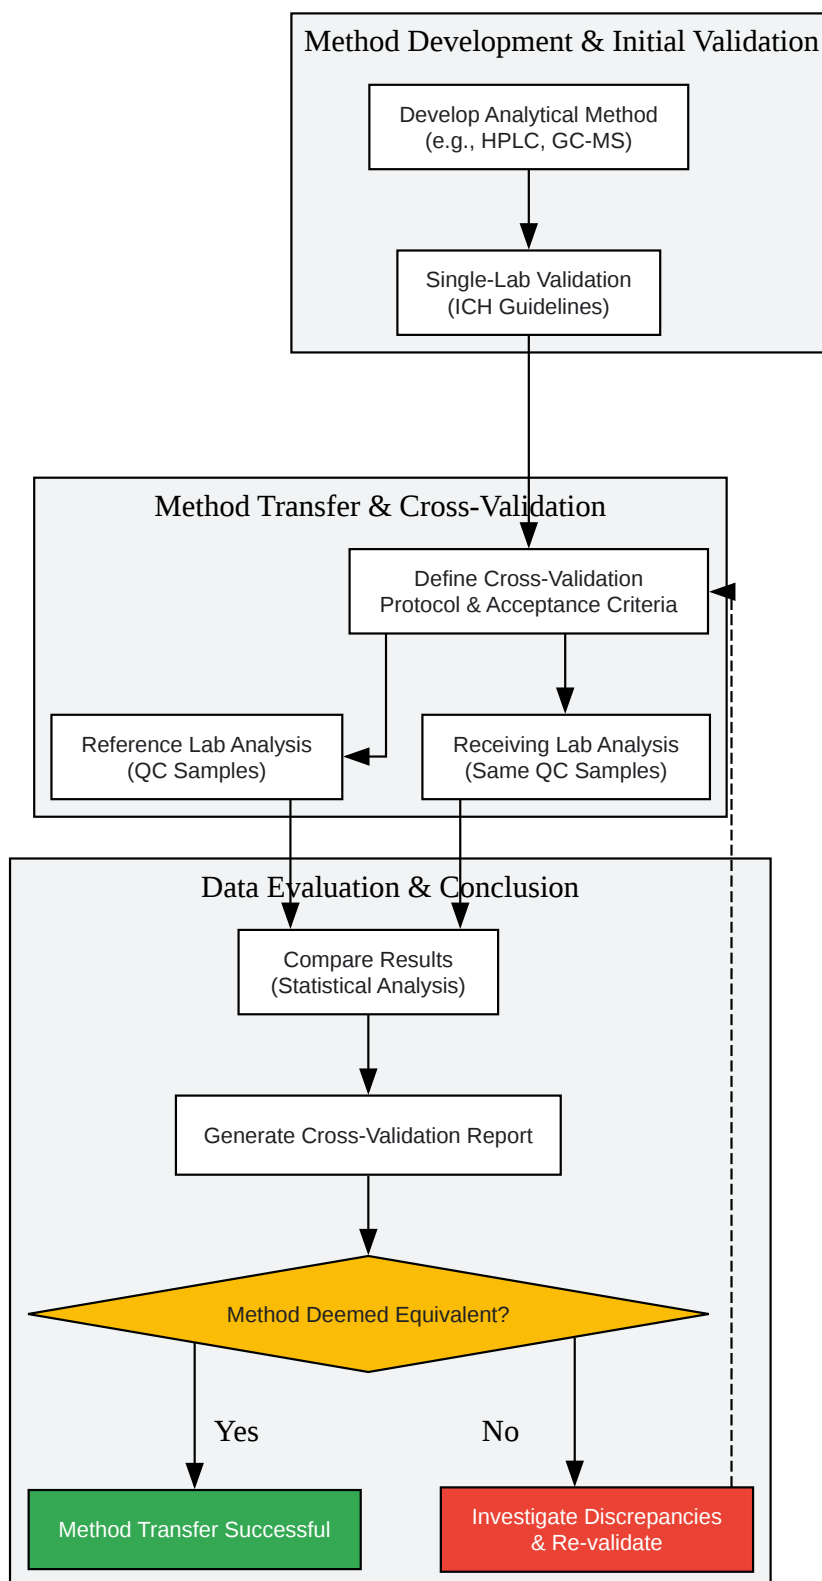 Method Development & Initial Validation
Develop Analytical Method
(e.g., HPLC, GC-MS)
Single-Lab Validation
(ICH Guidelines)
Method Transfer & Cross-Validation
Define Cross-Validation
Protocol & Acceptance Criteria
Reference Lab Analysis
(QC Samples)
Receiving Lab Analysis
(Same QC Samples)
Data Evaluation & Conclusion
Compare Results
(Statistical Analysis)
Generate Cross-Validation Report
Method Deemed Equivalent?
Yes
No
Method Transfer Successful
Investigate Discrepancies
& Re-validate